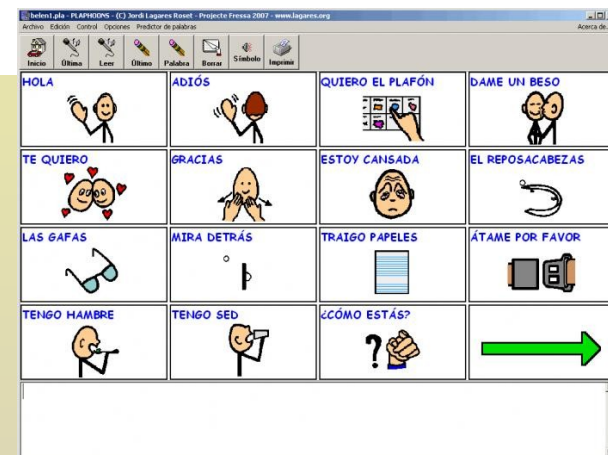 belen1.pla - PLAPHOONS - (C) Jordi Lagares Roset - Projecte Fressa 2007 - www.lagares.org
Archivo Edición Control Opciones Predictor de palabras Acerca de..
Inicio Última Leer Último Palabra Borrar Símbolo Imprimir
HOLA ADIÓS QUIERO EL PLAFÓN DAME UN BESO
TE QUIERO GRACIAS ESTOY CANSADA EL REPOSACABEZAS
LAS GAFAS MIRA DETRÁS TRAIGO PAPELES ÁTAME POR FAVOR
TENGO HAMBRE TENGO SED ¿CÓMO ESTÁS?